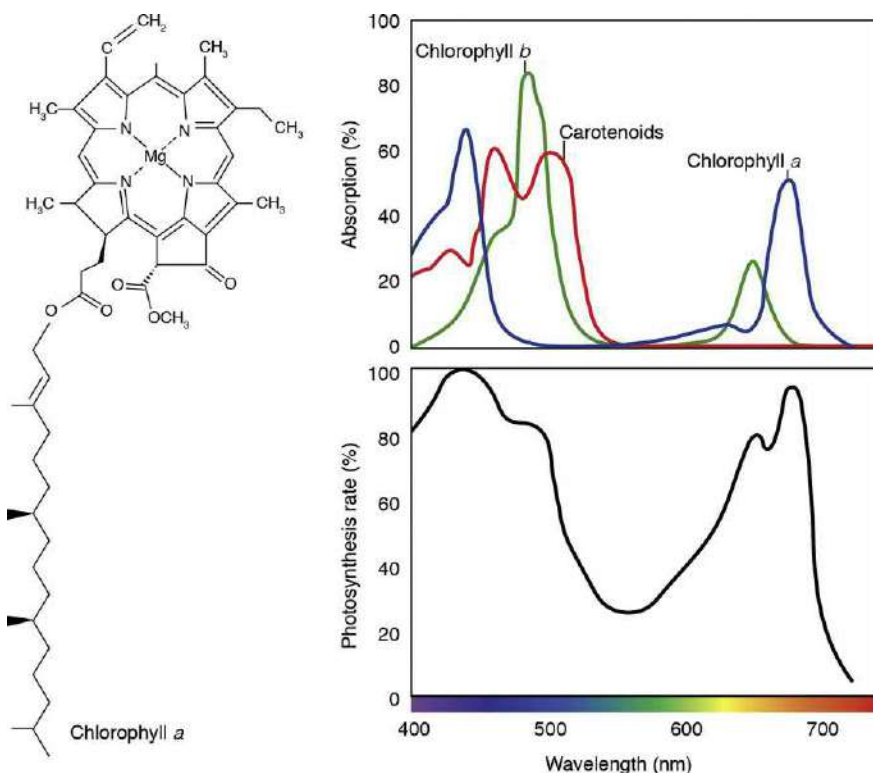 CH₂
C
CH₃
H₃C
N
N
CH₃
Mg
N
N
H₃C
CH₃
O
O
O
OCH₃
O
Chlorophyll a
Absorption (%)
100
80
60
40
20
0
Chlorophyll b
Carotenoids
Chlorophyll a
Photosynthesis rate (%)
100
80
60
40
20
0
400 500 600 700
Wavelength (nm)